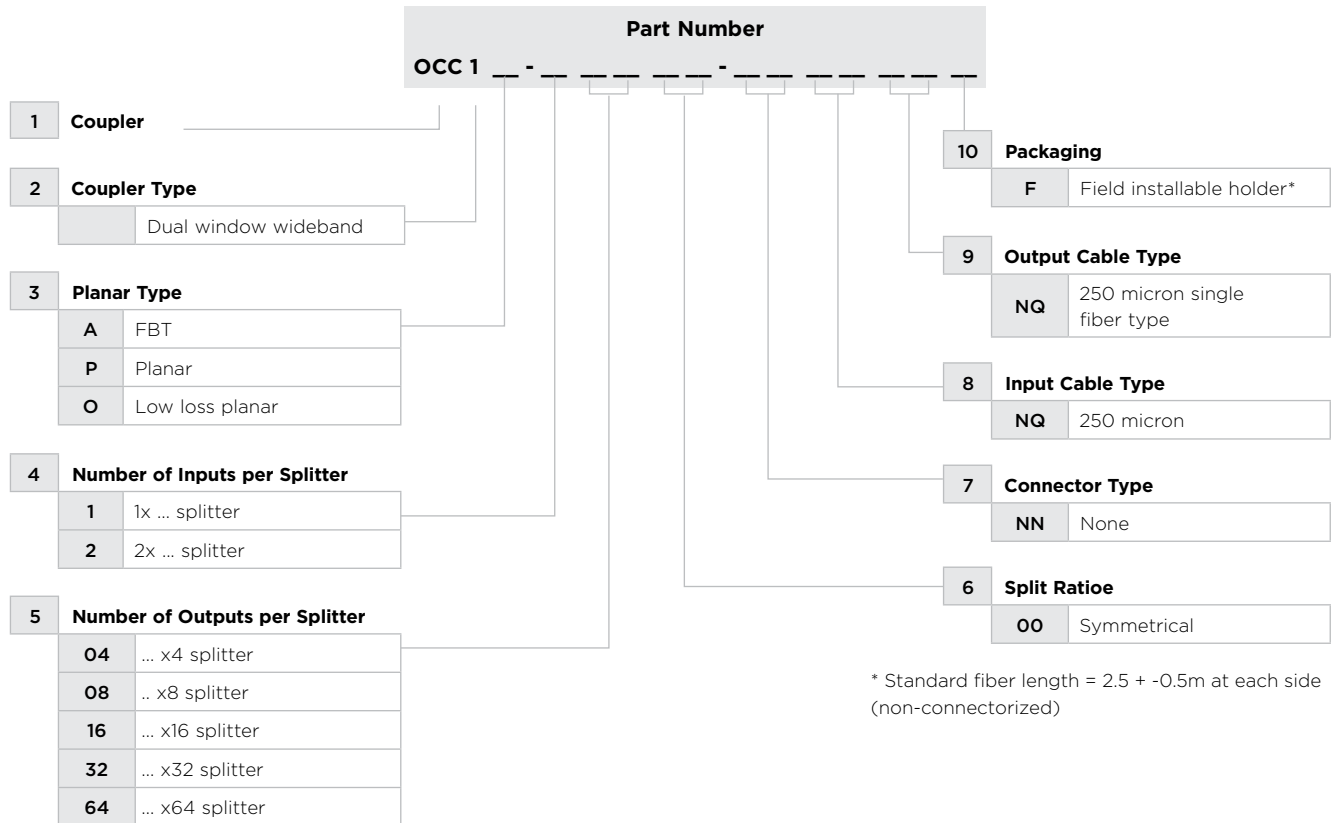 Part Number
OCC 1 __ - __ __ __ __ __ - __ __ __ __ __ __ __
1 Coupler
2 Coupler Type
Dual window wideband
3 Planar Type
A FBT
P Planar
O Low loss planar
4 Number of Inputs per Splitter
1 1x ... splitter
2 2x ... splitter
5 Number of Outputs per Splitter
04 ... x4 splitter
08 .. x8 splitter
16 ... x16 splitter
32 ... x32 splitter
64 ... x64 splitter
10 Packaging
F Field installable holder*
9 Output Cable Type
NQ 250 micron single
fiber type
8 Input Cable Type
NQ 250 micron
7 Connector Type
NN None
6 Split Ratioe
00 Symmetrical
* Standard fiber length = 2.5 + -0.5m at each side
(non-connectorized)